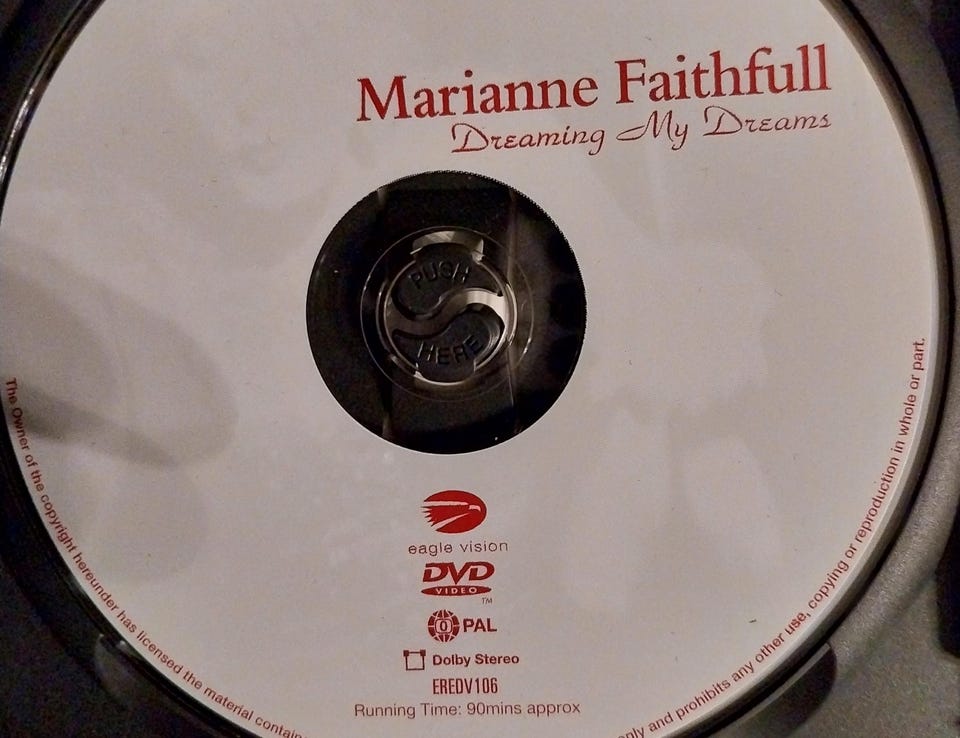 Marianne Faithfull
Dreaming My Dreams
PUSH
HERE
eagle vision
DVD
VIDEO
TM
0 PAL
Dolby Stereo
EREDV106
Running Time: 90mins approx
The Owner of the copyright hereunder has licensed the material
only and prohibits any other use, copying or reproduction in whole or part.